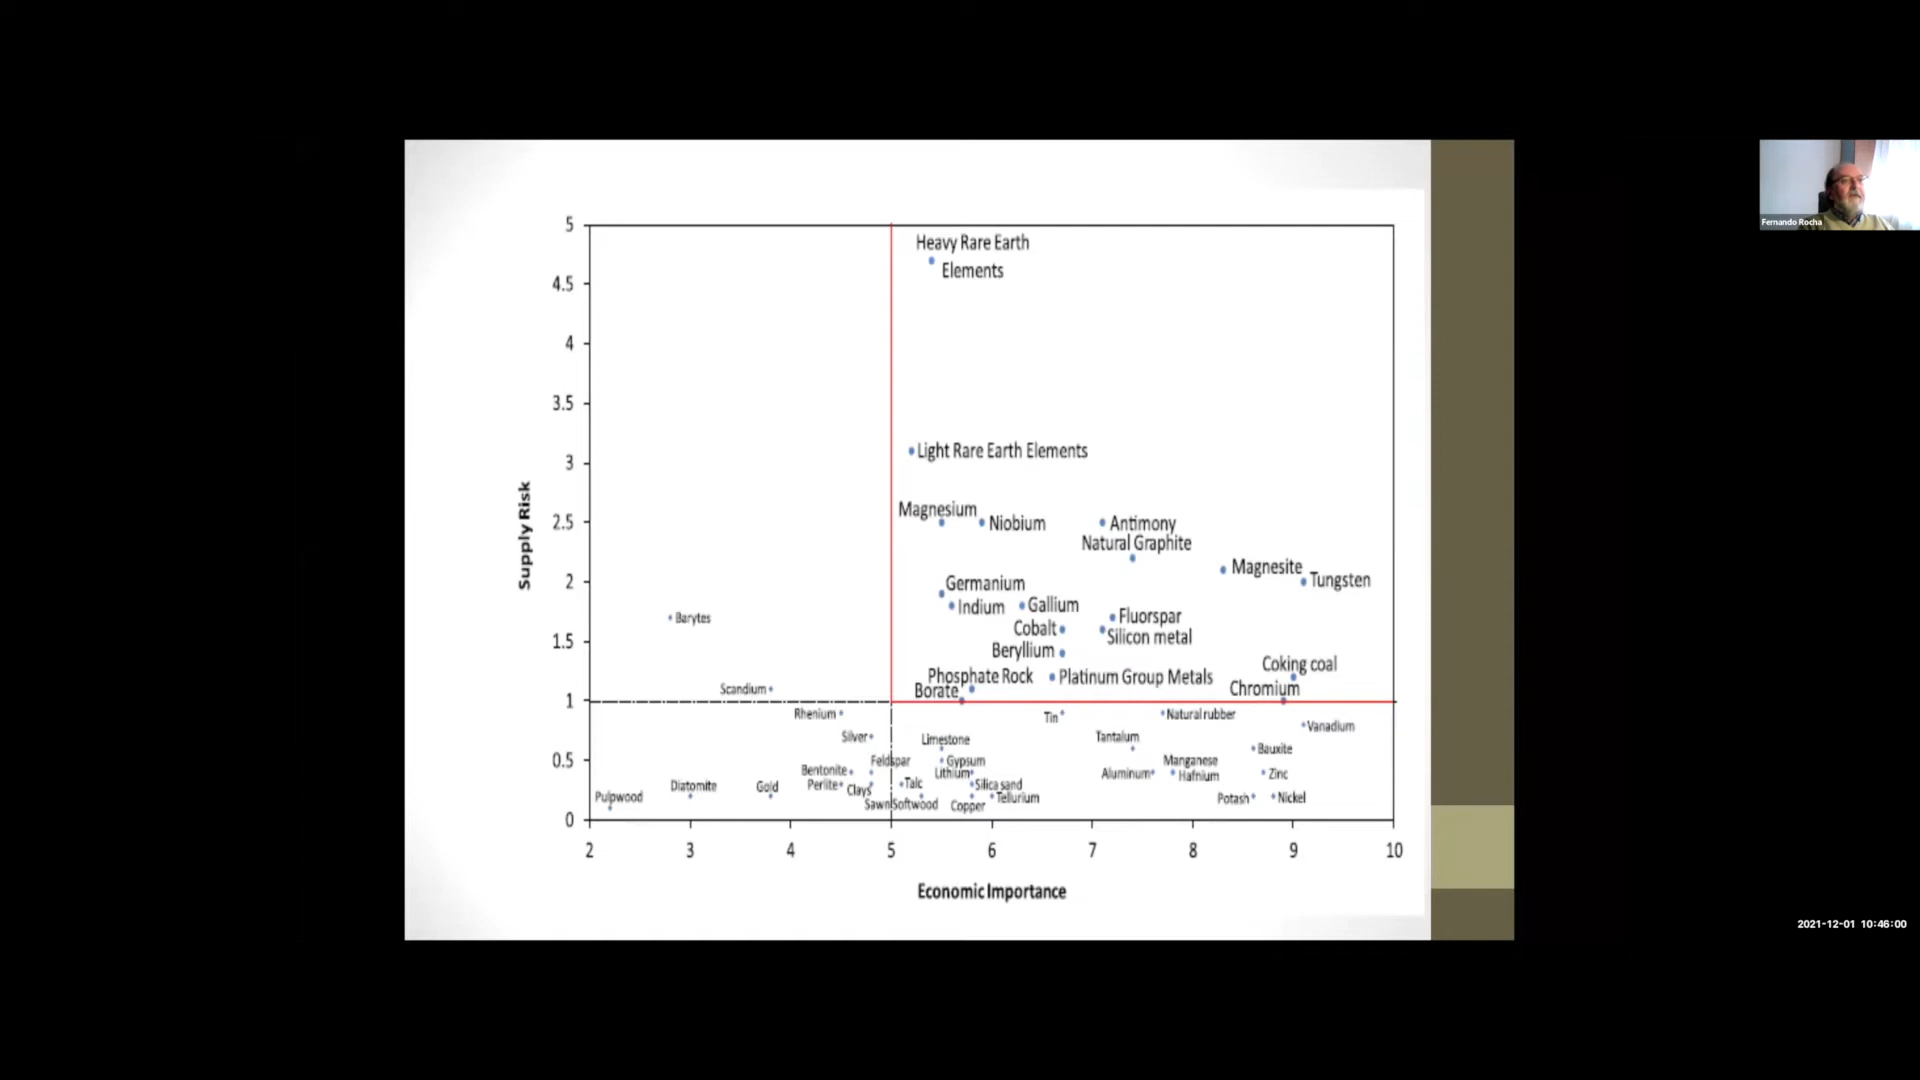 5
Heavy Rare Earth
Elements
4.5
4
3.5
Light Rare Earth Elements
3
Magnesium
2.5
Niobium
Antimony
Natural Graphite
Magnesite
Tungsten
2
Germanium
Indium
Gallium
Fluorspar
Barytes
Cobalt
Silicon metal
1.5
Beryllium
Coking coal
Phosphate Rock
Platinum Group Metals
Scandium
Borate
Chromium
1
Rhenium
Tin
Natural rubber
Vanadium
Silver
Limestone
Tantalum
Bauxite
0.5
Feldspar
Gypsum
Manganese
Bentonite
Lithium
Aluminum
Hafnium
Zinc
Diatomite
Gold
Perlite
Clays
Talc
Silica sand
Pulpwood
Sawn Softwood
Copper
Tellurium
Potash
Nickel
0
2
3
4
5
6
7
8
9
10
Supply Risk
Economic Importance
Fernando Rocha
2021-12-01 10:46:00